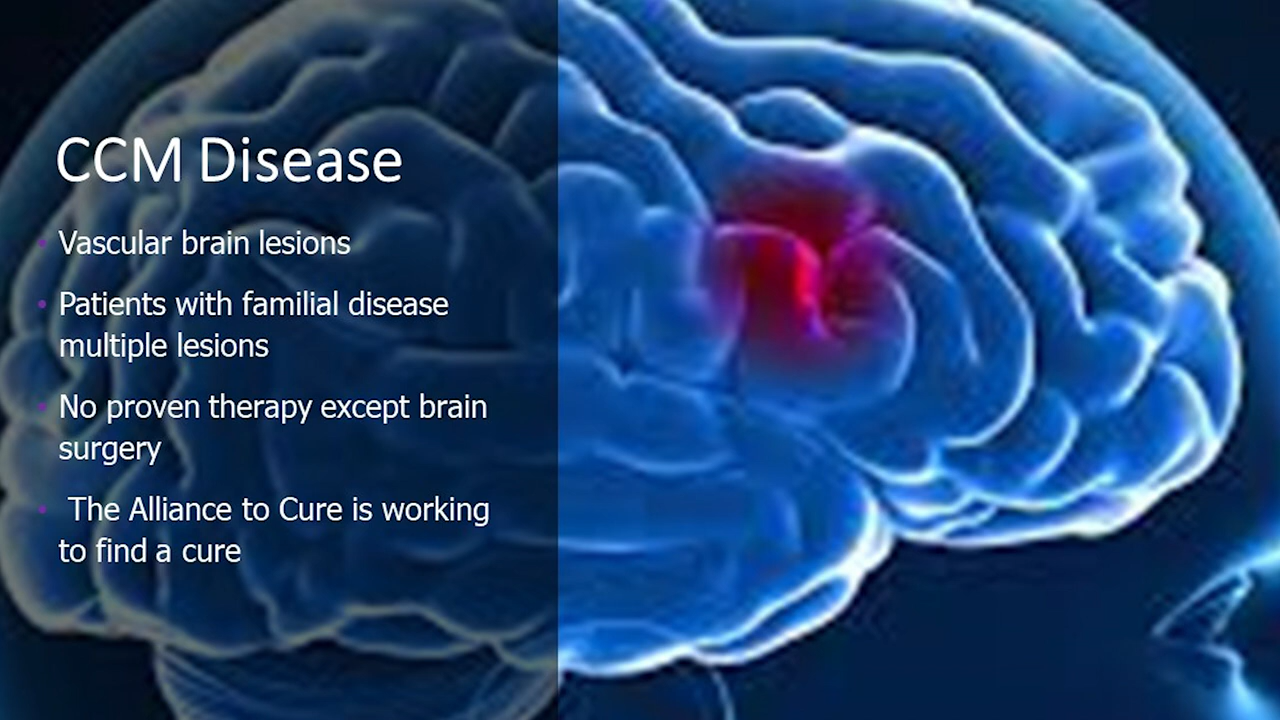 CCM Disease
• Vascular brain lesions
• Patients with familial disease
multiple lesions
• No proven therapy except brain
surgery
• The Alliance to Cure is working
to find a cure